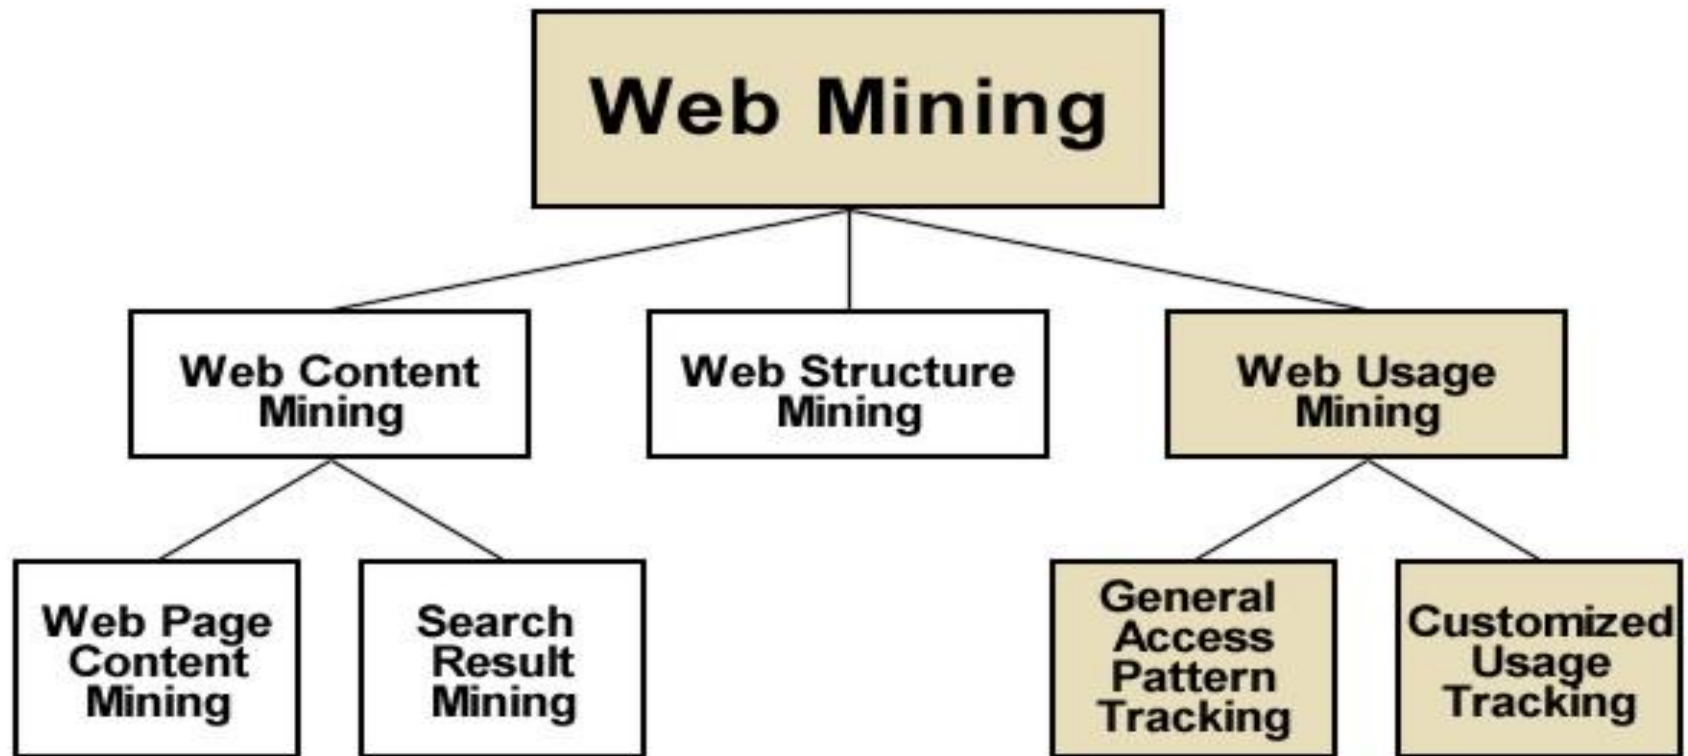 Web Mining
Web Content
Mining
Web Structure
Mining
Web Usage
Mining
Web Page
Content
Mining
Search
Result
Mining
General
Access
Pattern
Tracking
Customized
Usage
Tracking